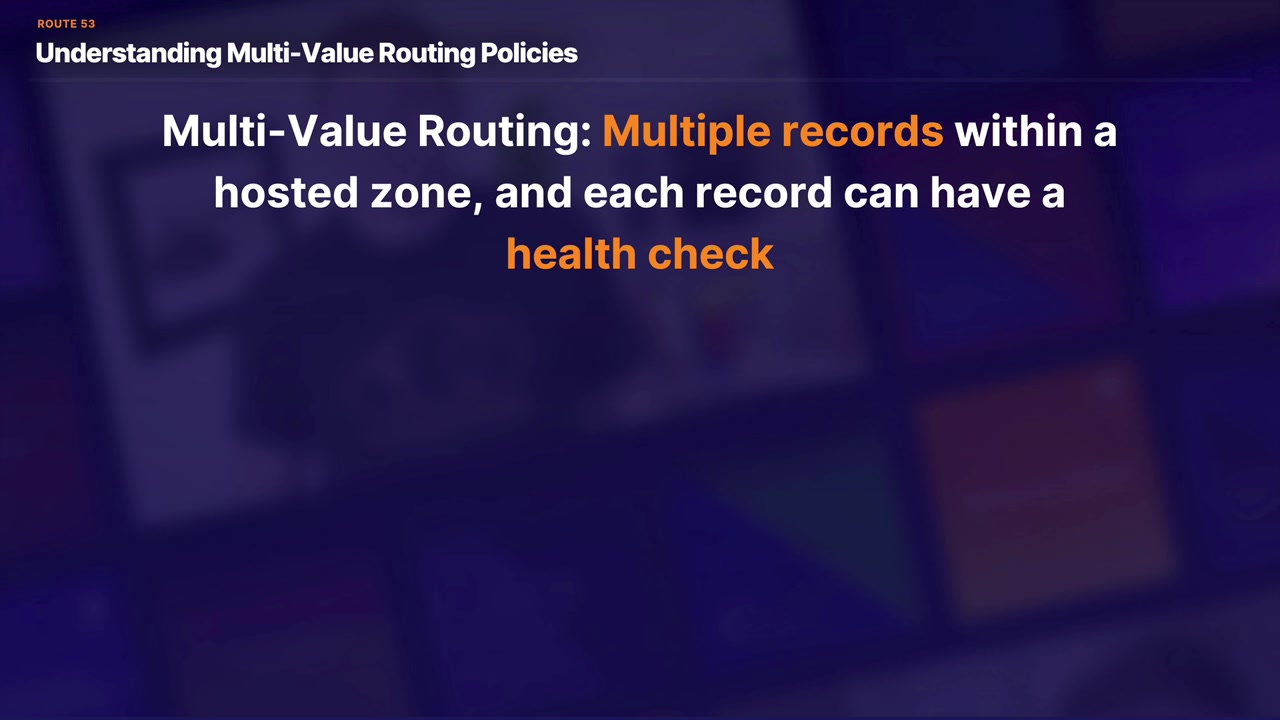 ROUTE 53
Understanding Multi-Value Routing Policies
Multi-Value Routing: Multiple records within a
hosted zone, and each record can have a
health check